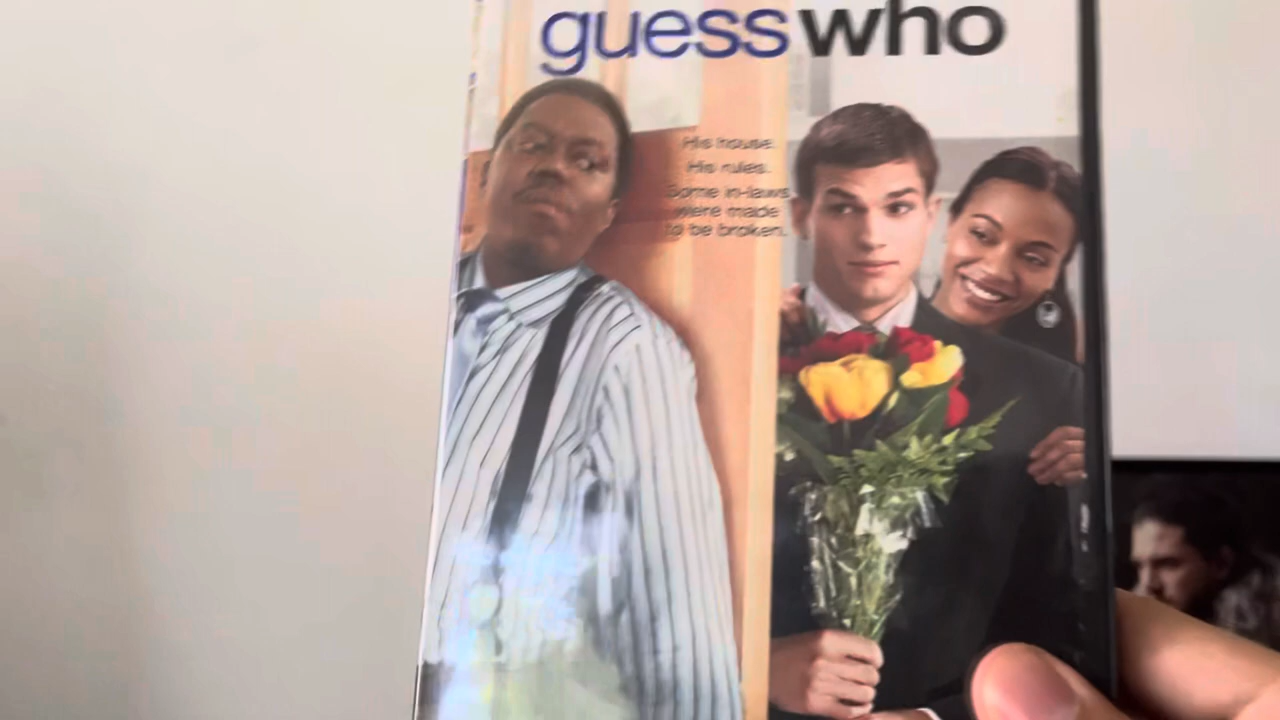 guess who
His house.
His rules.
Some in-laws
were made
to be broken.